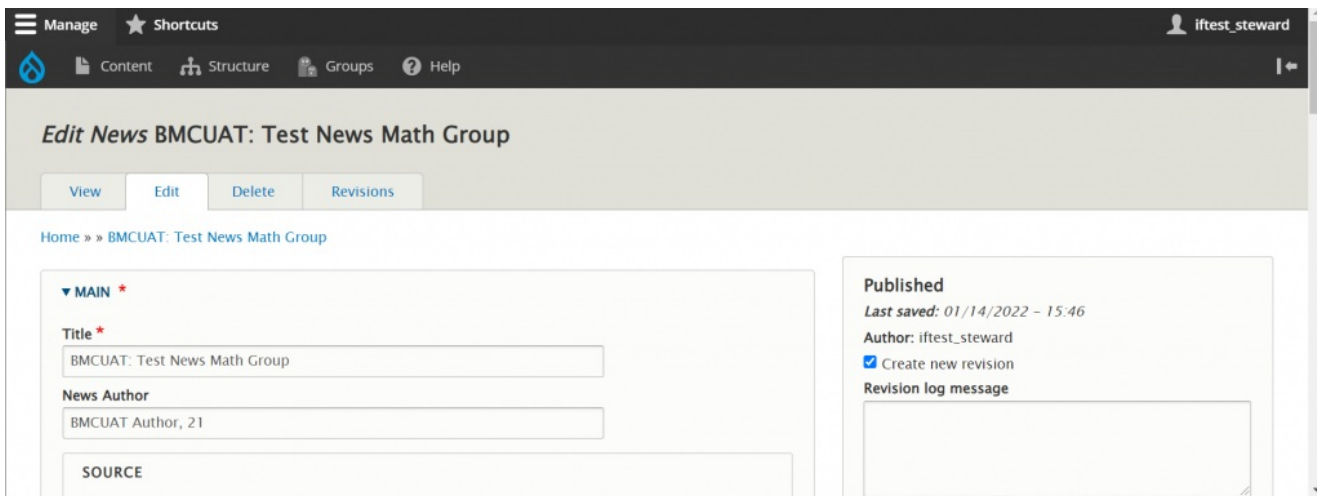 Manage Shortcuts iftest_steward
Content Structure Groups Help
Edit News BMCUAT: Test News Math Group
View Edit Delete Revisions
Home » » BMCUAT: Test News Math Group
MAIN *
Title *
BMCUAT: Test News Math Group
News Author
BMCUAT Author, 21
SOURCE
Published
Last saved: 01/14/2022 - 15:46
Author: iftest_steward
Create new revision
Revision log message